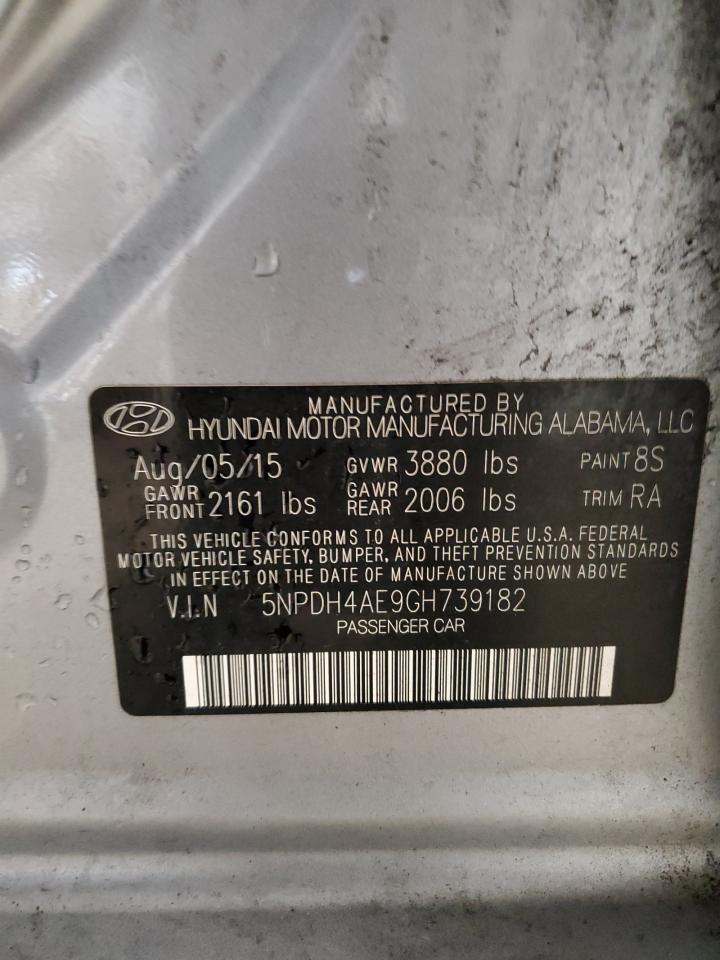 MANUFACTURED BY
HYUNDAI MOTOR MANUFACTURING ALABAMA, LLC
Aug/05/15 GVWR 3880 lbs PAINT 8S
GAWR FRONT 2161 lbs GAWR REAR 2006 lbs TRIM RA
THIS VEHICLE CONFORMS TO ALL APPLICABLE U.S.A. FEDERAL
MOTOR VEHICLE SAFETY, BUMPER, AND THEFT PREVENTION STANDARDS
IN EFFECT ON THE DATE OF MANUFACTURE SHOWN ABOVE
V.I.N 5NPDH4AE9GH739182
PASSENGER CAR